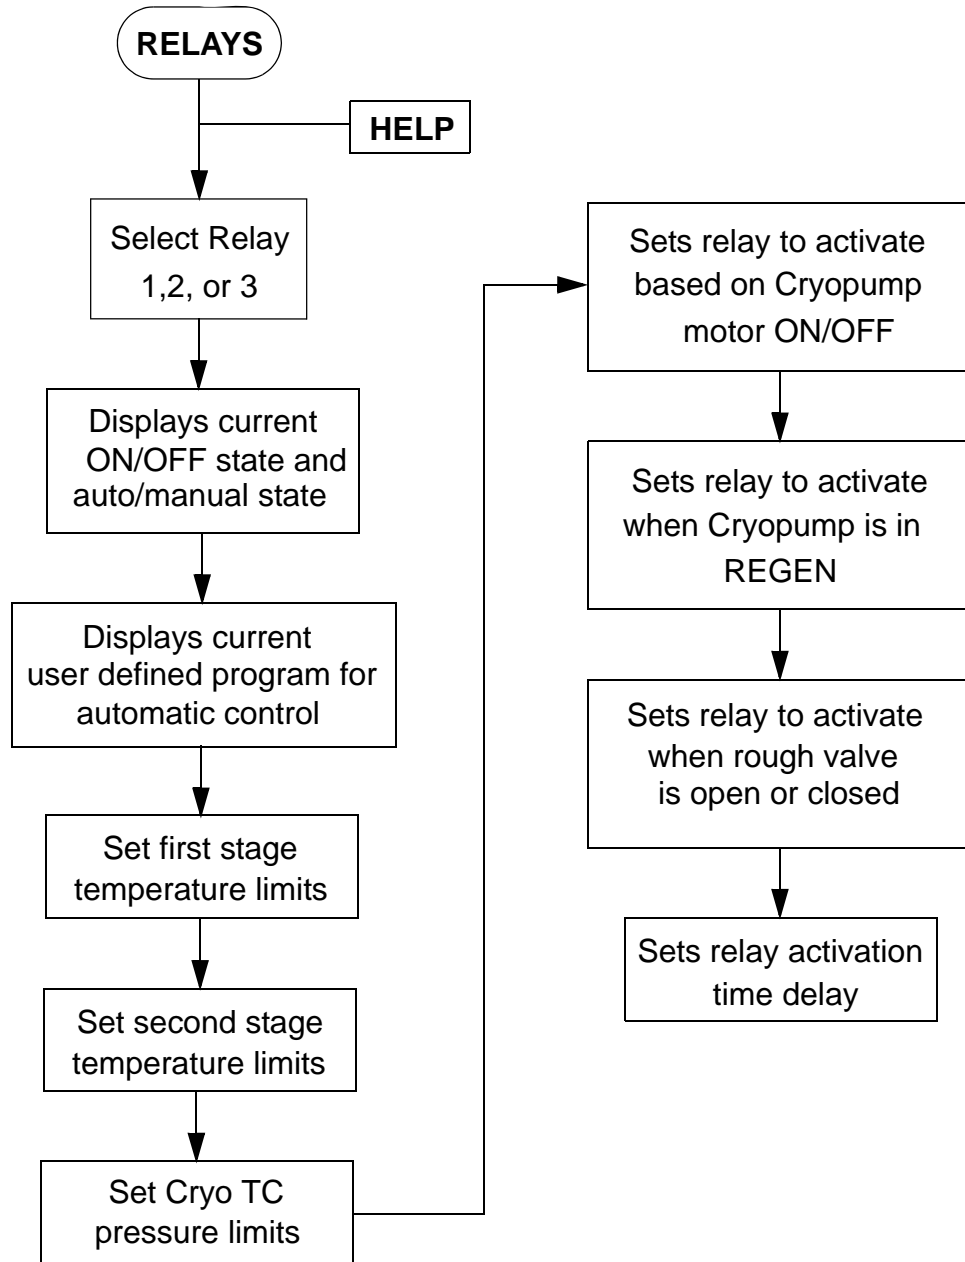 RELAYS
HELP
Select Relay
1,2, or 3
Displays current
ON/OFF state and
auto/manual state
Displays current
user defined program for
automatic control
Set first stage
temperature limits
Set second stage
temperature limits
Set Cryo TC
pressure limits
Sets relay to activate
based on Cryopump
motor ON/OFF
Sets relay to activate
when Cryopump is in
REGEN
Sets relay to activate
when rough valve
is open or closed
Sets relay activation
time delay